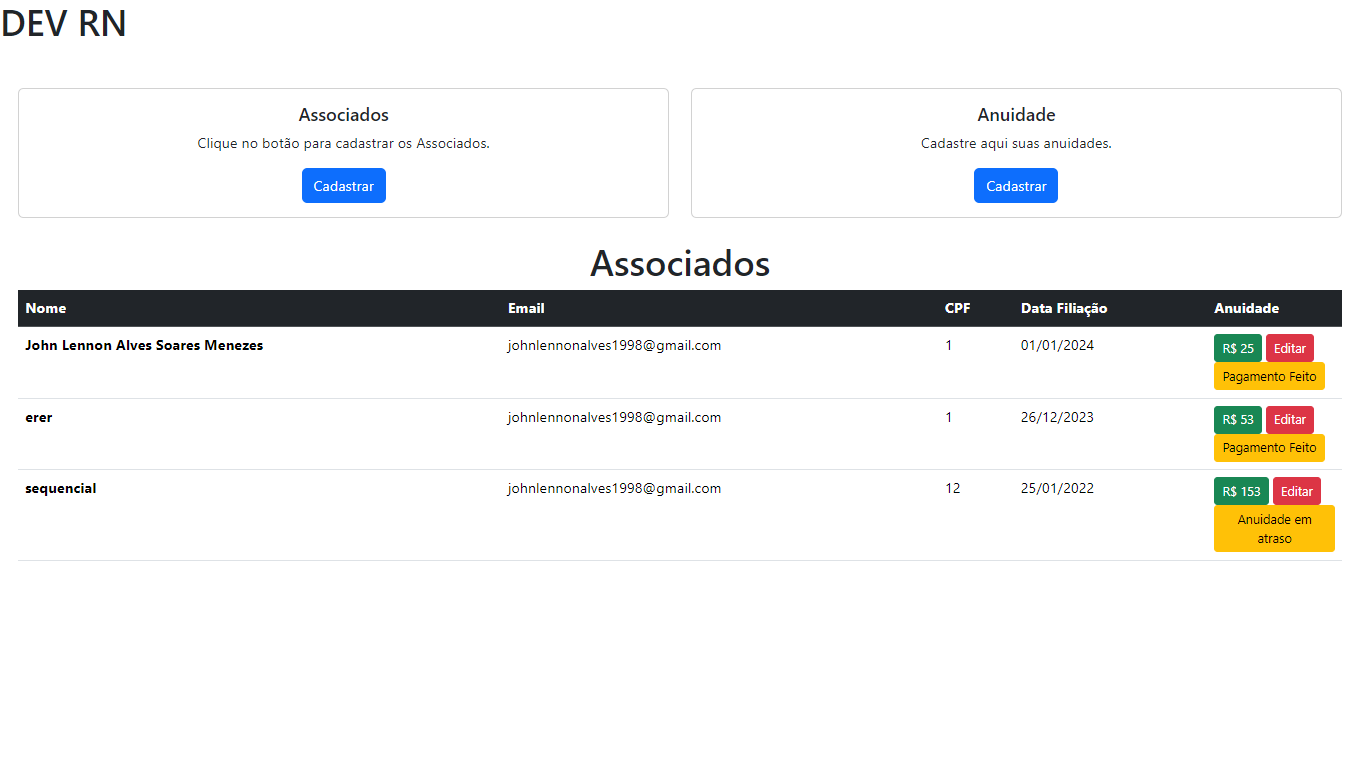 DEV RN
Associados
Clique no botão para cadastrar os Associados.
Cadastrar
Anuidade
Cadastre aqui suas anuidades.
Cadastrar
Associados
Nome Email CPF Data Filiação Anuidade
John Lennon Alves Soares Menezes johnlennonalves1998@gmail.com 1 01/01/2024 R$ 25 Editar
Pagamento Feito
erer johnlennonalves1998@gmail.com 1 26/12/2023 R$ 53 Editar
Pagamento Feito
sequencial johnlennonalves1998@gmail.com 12 25/01/2022 R$ 153 Editar
Anuidade em
atraso